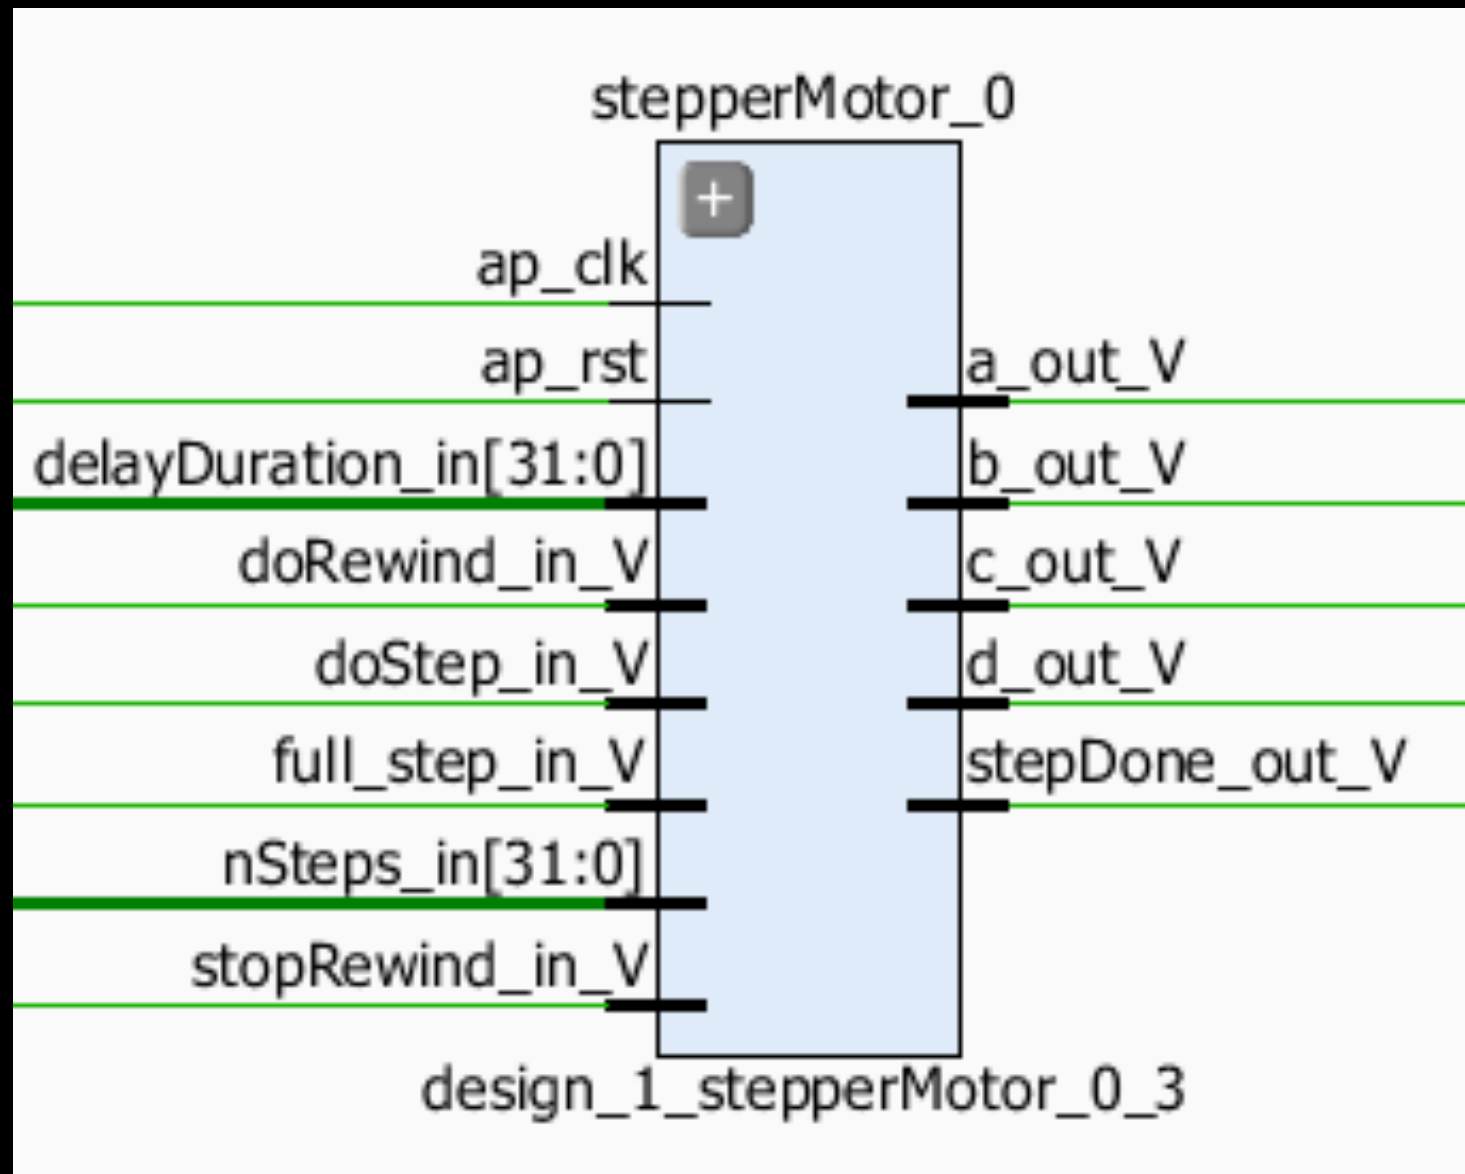 stepperMotor_0
+
ap_clk
ap_rst
delayDuration_in[31:0]
doRewind_in_V
doStep_in_V
full_step_in_V
nSteps_in[31:0]
stopRewind_in_V
a_out_V
b_out_V
c_out_V
d_out_V
stepDone_out_V
design_1_stepperMotor_0_3